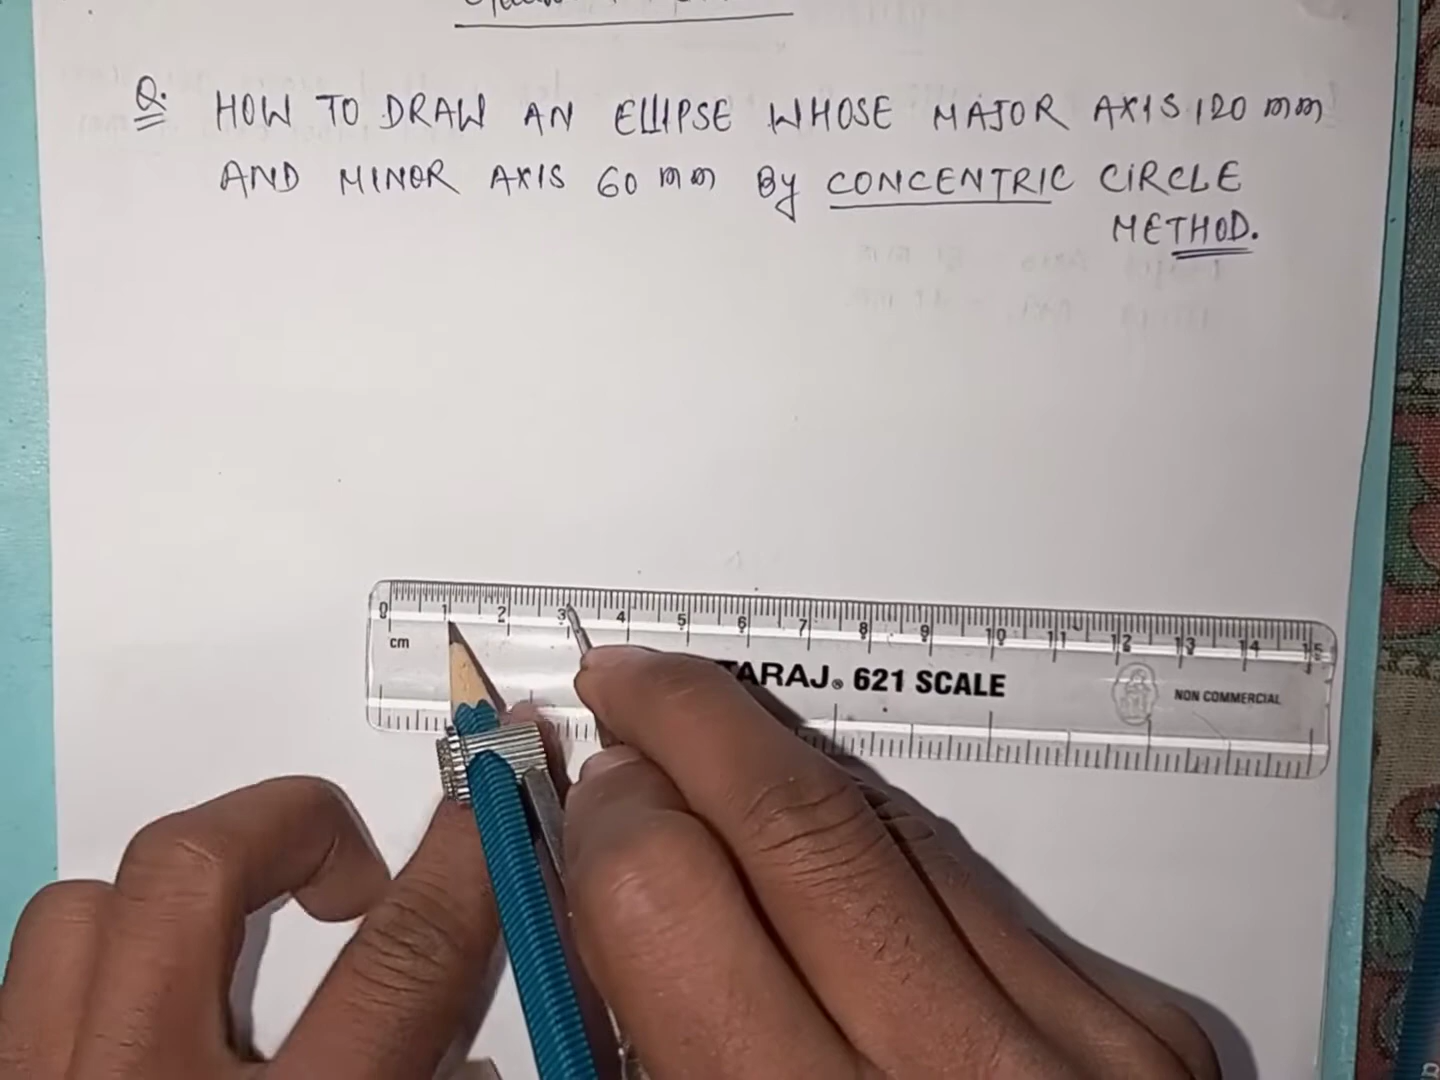 Q. HOW TO DRAW AN ELLIPSE WHOSE MAJOR AXIS 120 mm
AND MINOR AXIS 60 mm By CONCENTRIC CIRCLE
METHOD.
0 1 2 3 4 5 6 7 8 9 10 11 12 13 14 15
cm
TARAJ® 621 SCALE
NON COMMERCIAL